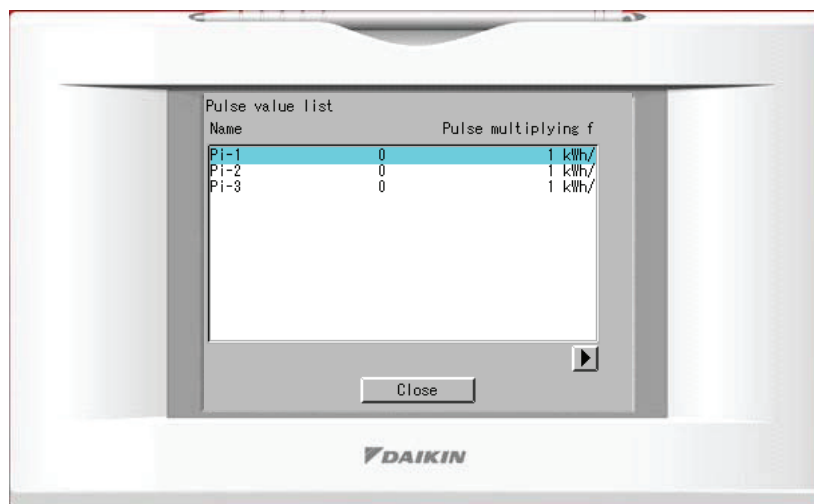 Pulse value list
Name Pulse multiplying f
Pi-1 0 1 kWh/
Pi-2 0 1 kWh/
Pi-3 0 1 kWh/
Close
DAIKIN